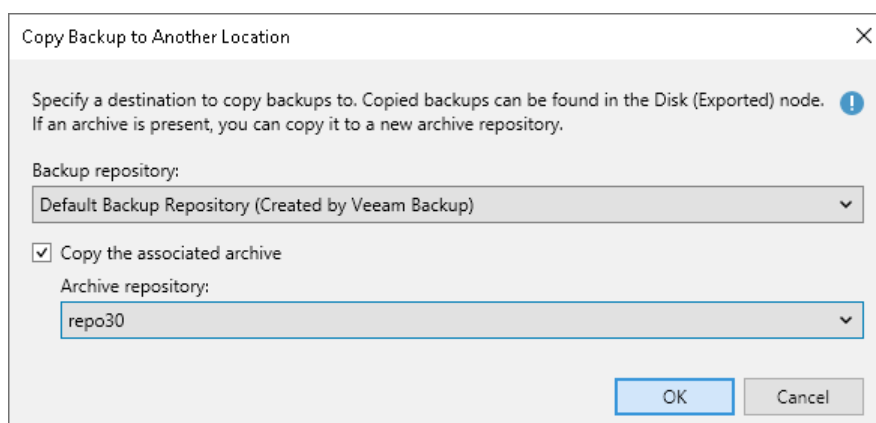 Copy Backup to Another Location
Specify a destination to copy backups to. Copied backups can be found in the Disk (Exported) node.
If an archive is present, you can copy it to a new archive repository.
Backup repository:
Default Backup Repository (Created by Veeam Backup)
Copy the associated archive
Archive repository:
repo30
OK
Cancel